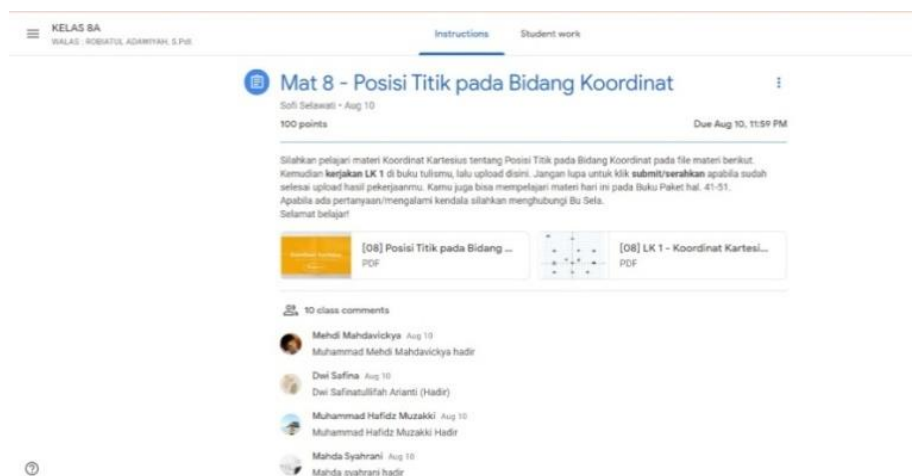 KELAS 8A
WALAS : ROBIATUL ADAWIYAH, S.Pdi.
Instructions
Student work
Mat 8 - Posisi Titik pada Bidang Koordinat
Sofi Selawati • Aug 10
100 points
Due Aug 10, 11:59 PM
Silahkan pelajari materi Koordinat Kartesius tentang Posisi Titik pada Bidang Koordinat pada file materi berikut.
Kemudian kerjakan LK 1 di buku tulismu, lalu upload disini. Jangan lupa untuk klik submit/serahkan apabila sudah
selesai upload hasil pekerjaanmu. Kamu juga bisa mempelajari materi hari ini pada Buku Paket hal. 41-51.
Apabila ada pertanyaan/mengalami kendala silahkan menghubungi Bu Sela.
Selamat belajar!
[08] Posisi Titik pada Bidang ...
PDF
[08] LK 1 - Koordinat Kartesi...
PDF
10 class comments
Mehdi Mahdavickya Aug 10
Muhammad Mehdi Mahdavickya hadir
Dwi Safina Aug 10
Dwi Safinatullifah Arianti (Hadir)
Muhammad Hafidz Muzakki Aug 10
Muhammad Hafidz Muzakki Hadir
Mahda Syahrani Aug 10
Mahda syahrani hadir